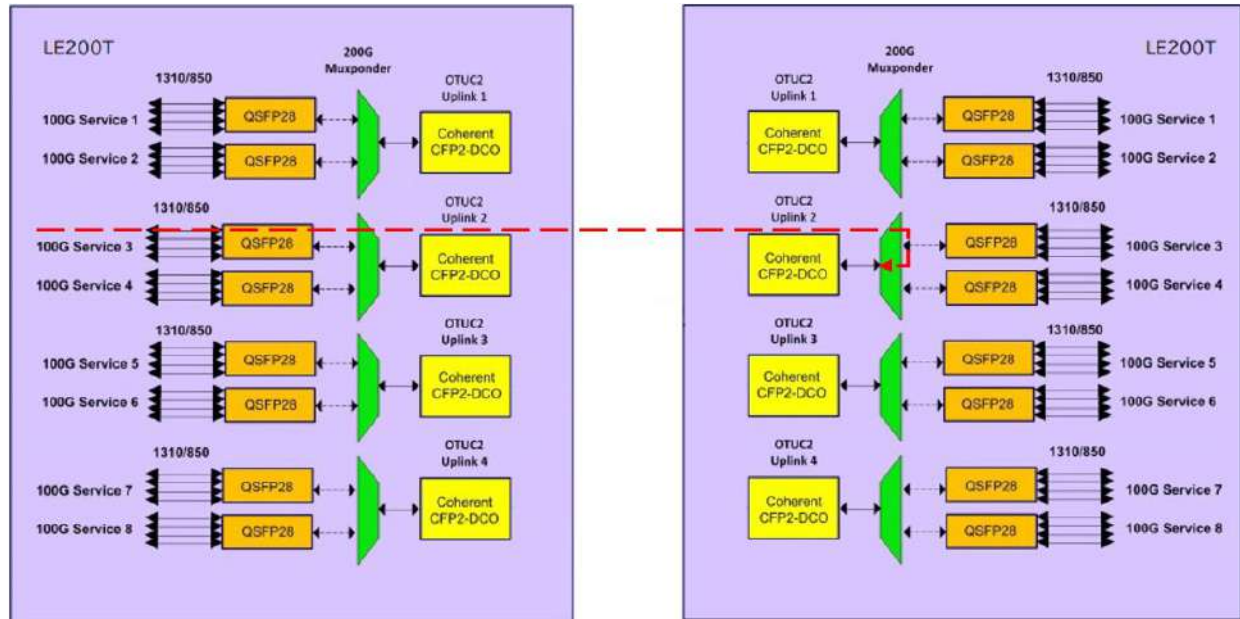 LE200T
200G
Muxponder
1310/850
OTUC2
Uplink 1
100G Service 1
QSFP28
Coherent
CFP2-DCO
100G Service 2
QSFP28
1310/850
OTUC2
Uplink 2
100G Service 3
QSFP28
Coherent
CFP2-DCO
100G Service 4
QSFP28
1310/850
OTUC2
Uplink 3
100G Service 5
QSFP28
Coherent
CFP2-DCO
100G Service 6
QSFP28
1310/850
OTUC2
Uplink 4
100G Service 7
QSFP28
Coherent
CFP2-DCO
100G Service 8
QSFP28
LE200T
200G
Muxponder
1310/850
OTUC2
Uplink 1
Coherent
CFP2-DCO
QSFP28
100G Service 1
QSFP28
100G Service 2
1310/850
OTUC2
Uplink 2
Coherent
CFP2-DCO
QSFP28
100G Service 3
QSFP28
100G Service 4
1310/850
OTUC2
Uplink 3
Coherent
CFP2-DCO
QSFP28
100G Service 5
QSFP28
100G Service 6
1310/850
OTUC2
Uplink 4
Coherent
CFP2-DCO
QSFP28
100G Service 7
QSFP28
100G Service 8